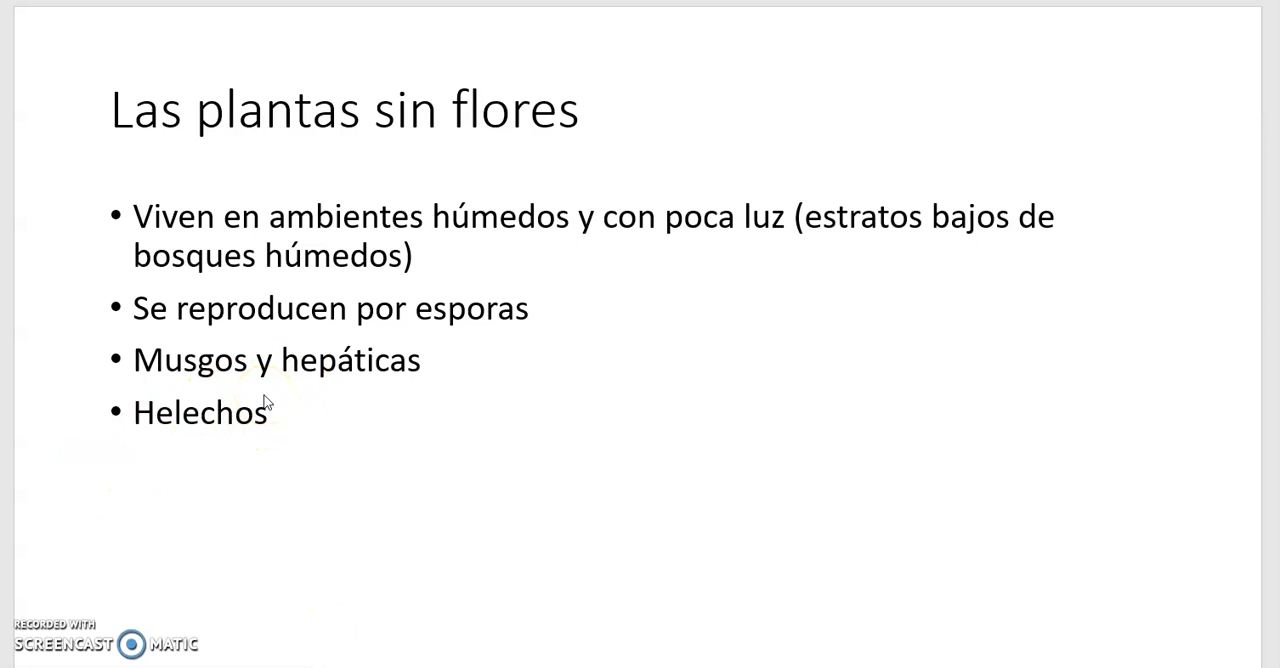 Las plantas sin flores
• Viven en ambientes húmedos y con poca luz (estratos bajos de
bosques húmedos)
• Se reproducen por esporas
• Musgos y hepáticas
• Helechos
RECORDED WITH
SCREENCAST MATIC